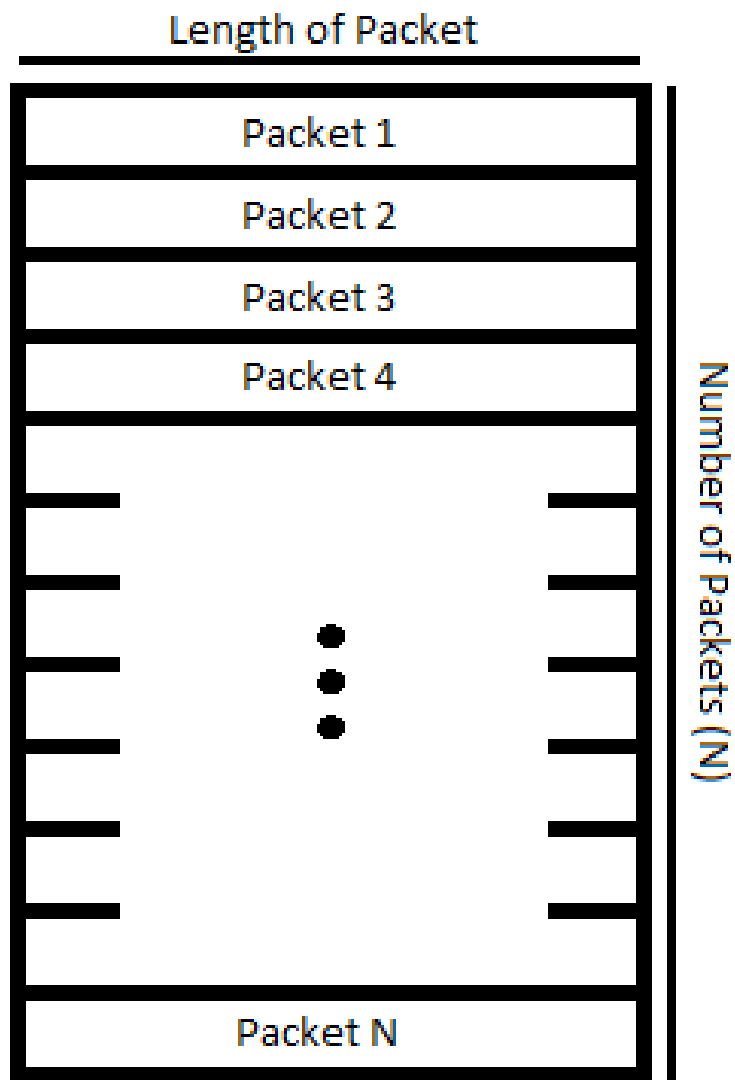 Length of Packet
Packet 1
Packet 2
Packet 3
Packet 4
Number of Packets (N)
Packet N